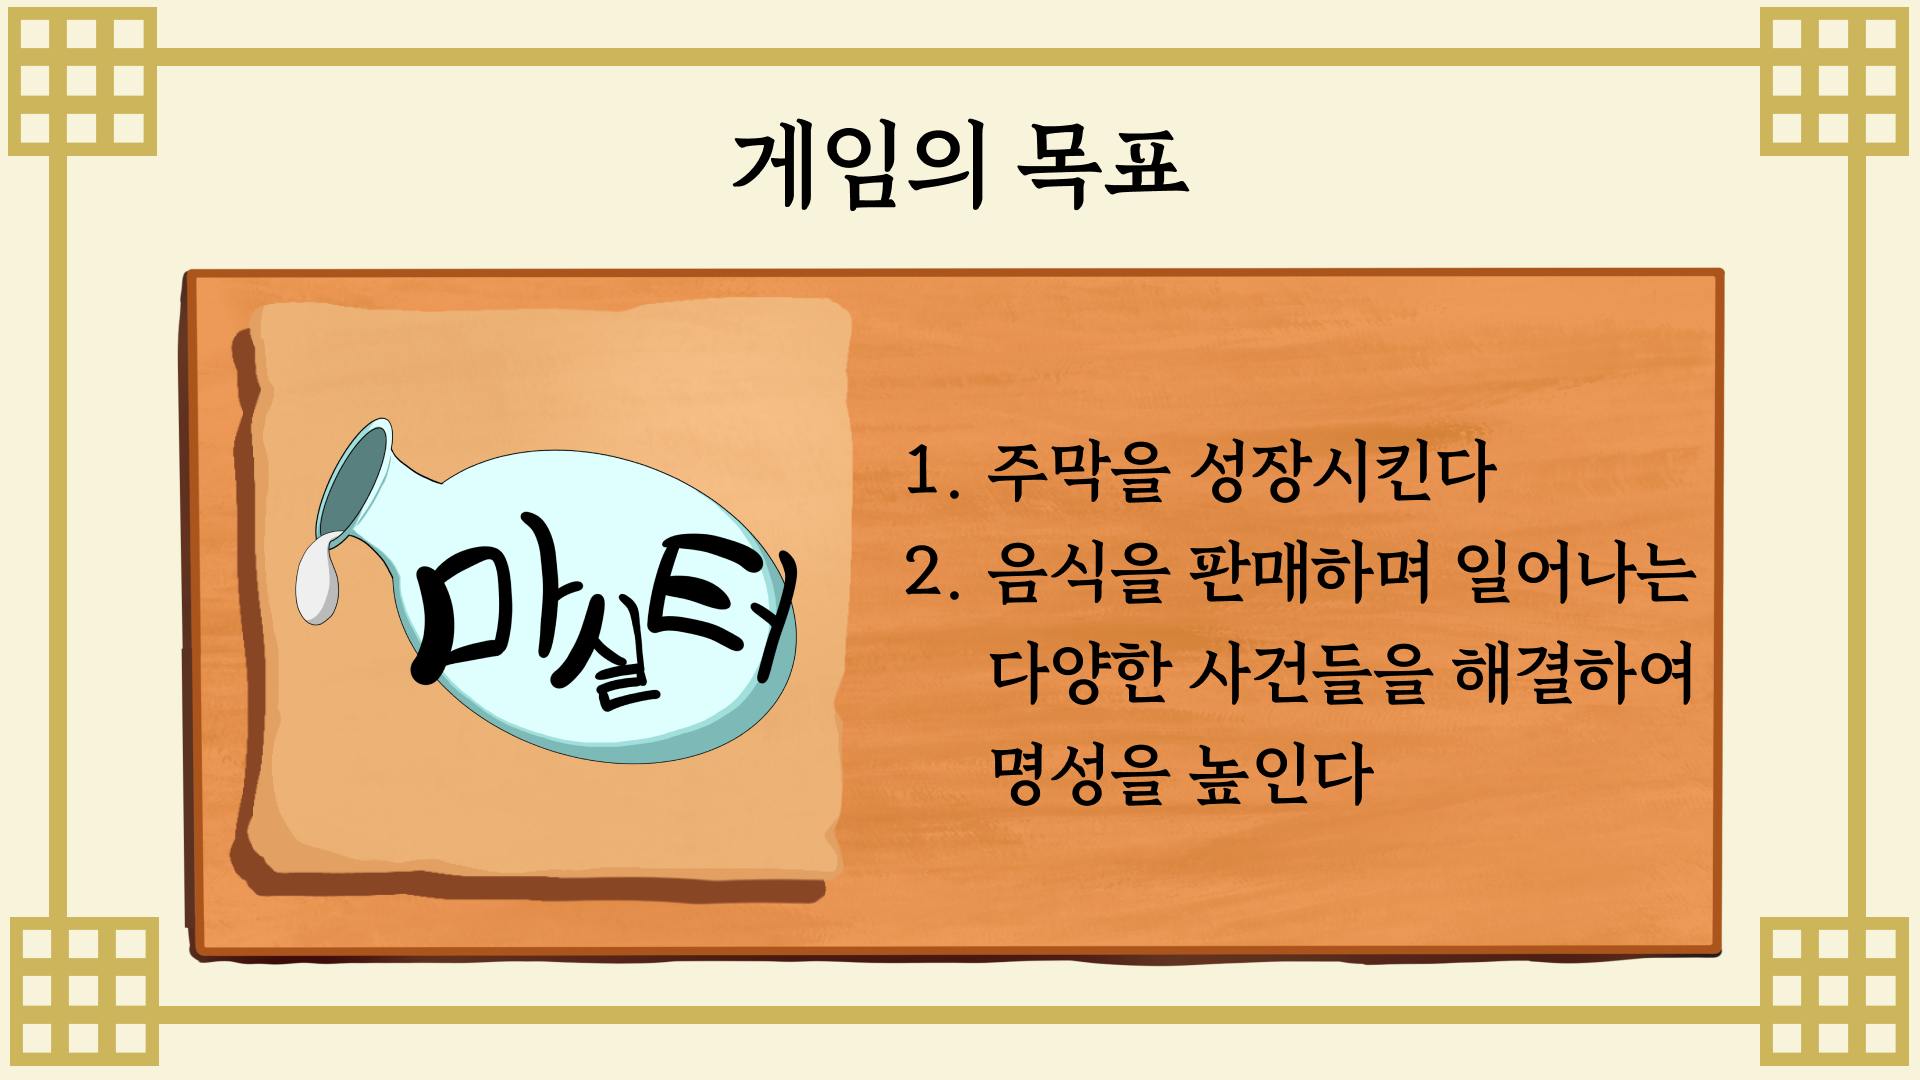 게임의 목표
마실터
1. 주막을 성장시킨다
2. 음식을 판매하며 일어나는
다양한 사건들을 해결하여
명성을 높인다